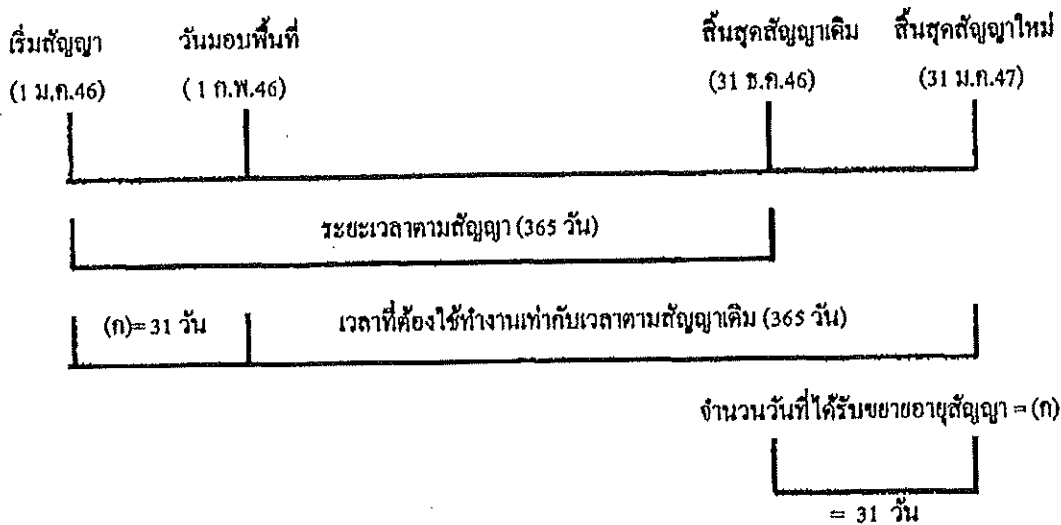 เริ่มสัญญา วันมอบพื้นที่ สิ้นสุดสัญญาเดิม สิ้นสุดสัญญาใหม่
(1 ม.ค.46) (1 ก.พ.46) (31 ธ.ค.46) (31 ม.ค.47)
ระยะเวลาตามสัญญา (365 วัน)
(ก)= 31 วัน เวลาที่ต้องใช้ทำงานเท่ากับเวลาตามสัญญาเดิม (365 วัน)
จำนวนวันที่ได้รับขยายอายุสัญญา = (ก)
= 31 วัน